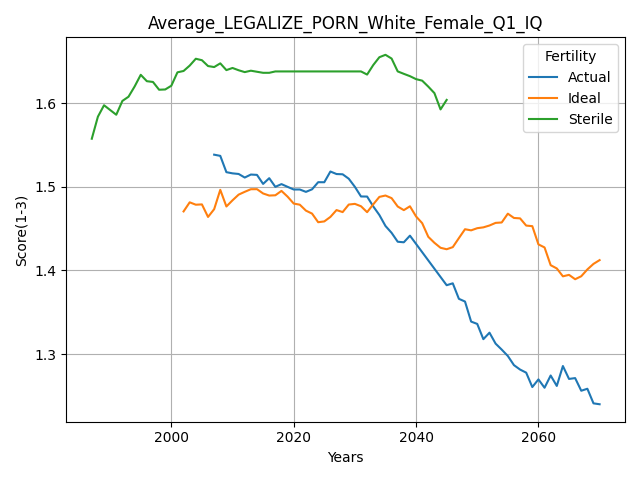 Average_LEGALIZE_PORN_White_Female_Q1_IQ
Fertility
Actual
Ideal
Sterile
Score(1-3)
1.6
1.5
1.4
1.3
2000
2020
2040
2060
Years